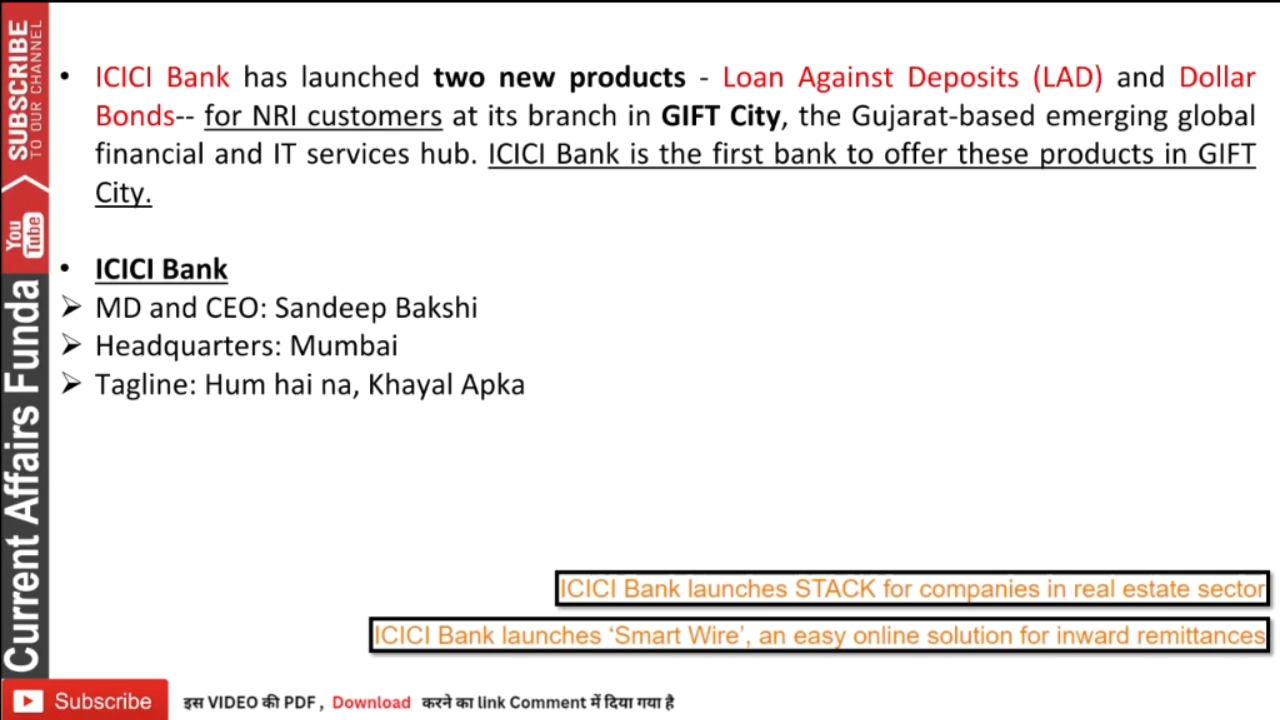 • ICICI Bank has launched two new products - Loan Against Deposits (LAD) and Dollar
Bonds-- for NRI customers at its branch in GIFT City, the Gujarat-based emerging global
financial and IT services hub. ICICI Bank is the first bank to offer these products in GIFT
City.
• ICICI Bank
➢ MD and CEO: Sandeep Bakshi
➢ Headquarters: Mumbai
➢ Tagline: Hum hai na, Khayal Apka
ICICI Bank launches STACK for companies in real estate sector
ICICI Bank launches ‘Smart Wire’, an easy online solution for inward remittances
SUBSCRIBE
TO OUR CHANNEL
You
Tube
Current Affairs Funda
Subscribe
इस VIDEO की PDF , Download करने का link Comment में दिया गया है